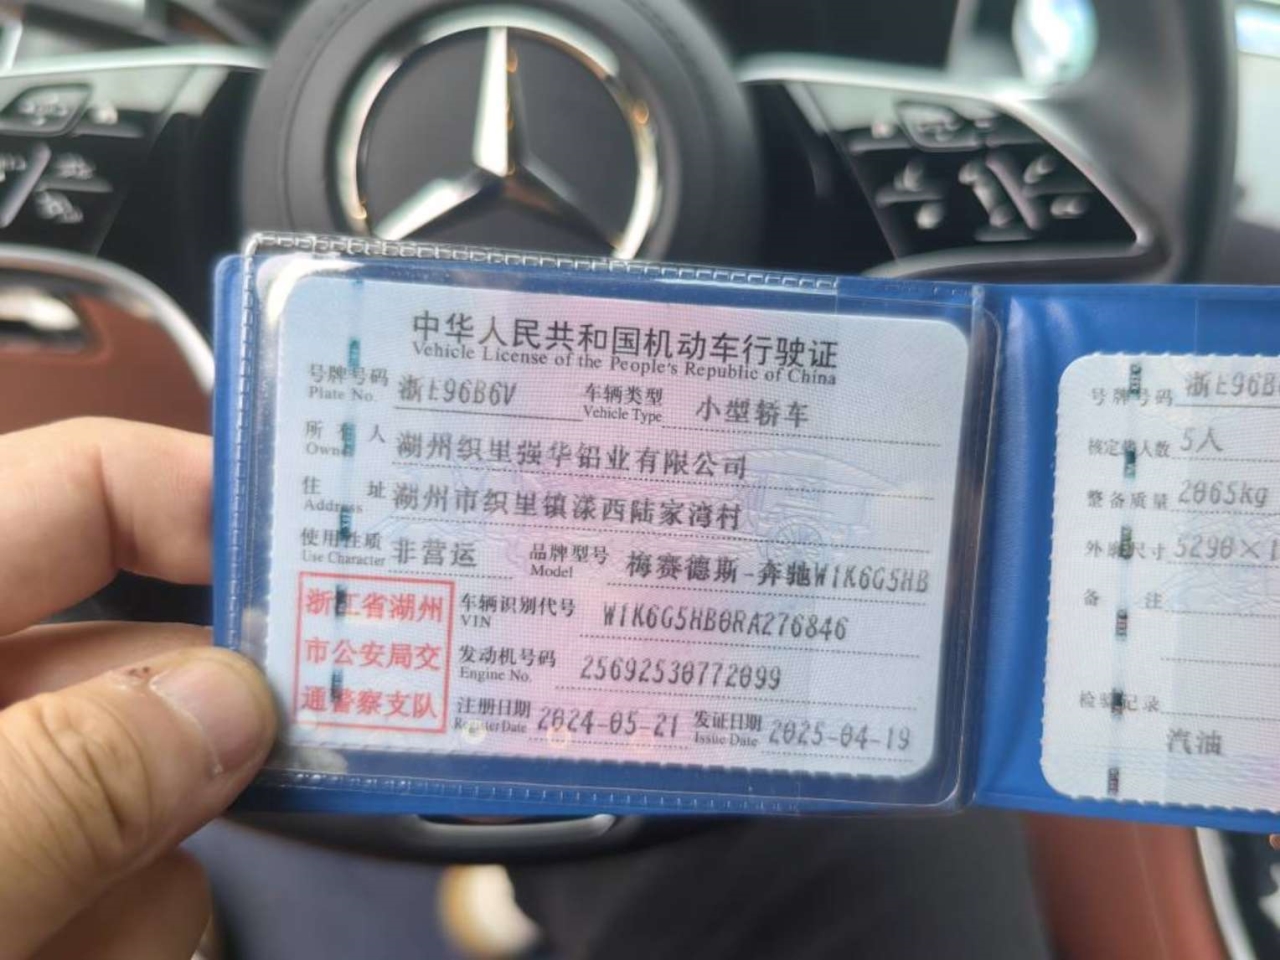 中华人民共和国机动车行驶证
Vehicle License of the People's Republic of China
号牌号码 浙E96B6V 车辆类型 小型轿车
Plate No. Vehicle Type
所有人 湖州织里强华铝业有限公司
Owner
住址 湖州市织里镇漾西陆家湾村
Address
使用性质 非营运 品牌型号 梅赛德斯-奔驰W1K6G5HB
Use Character Model
浙江省湖州
市公安局交
通警察支队
车辆识别代号 W1K6G5HB0RA276846
VIN
发动机号码 25692530772099
Engine No.
注册日期 2024-05-21 发证日期 2025-04-19
Register Date Issue Date
号牌号码 浙E96B
核定载人数 5人
整备质量 2065kg
外廓尺寸 5290×1
备注
检验记录
汽油